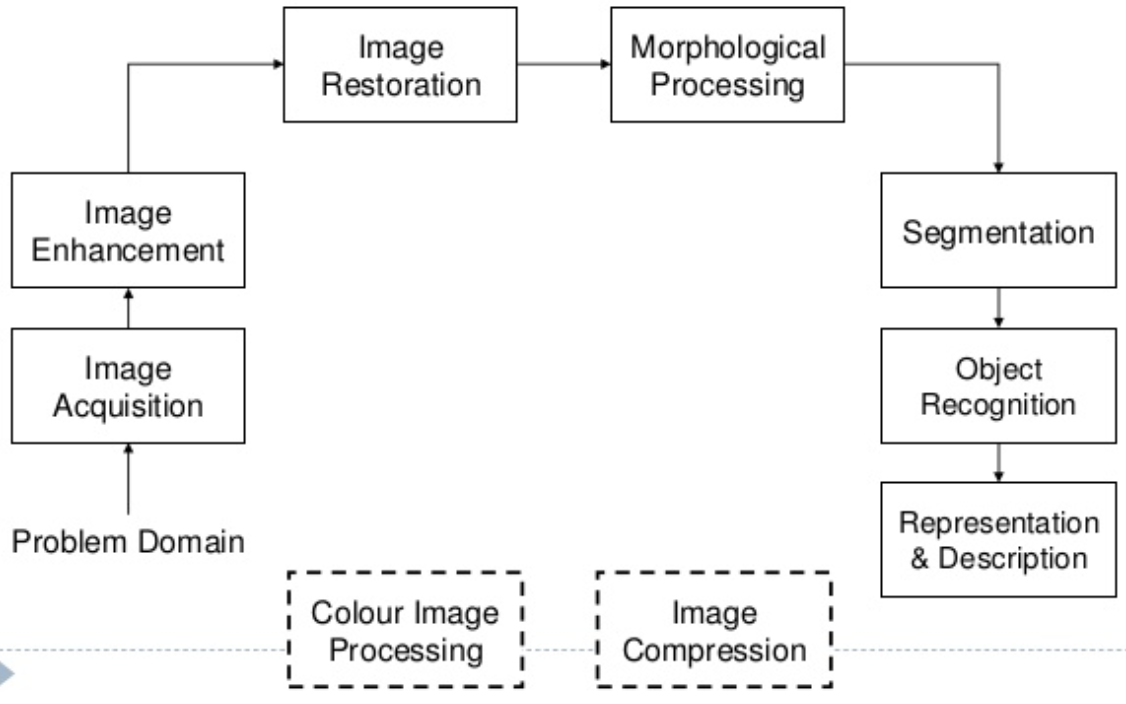 Image
Restoration
Morphological
Processing
Image
Enhancement
Segmentation
Image
Acquisition
Object
Recognition
Problem Domain
Representation
& Description
Colour Image
Processing
Image
Compression